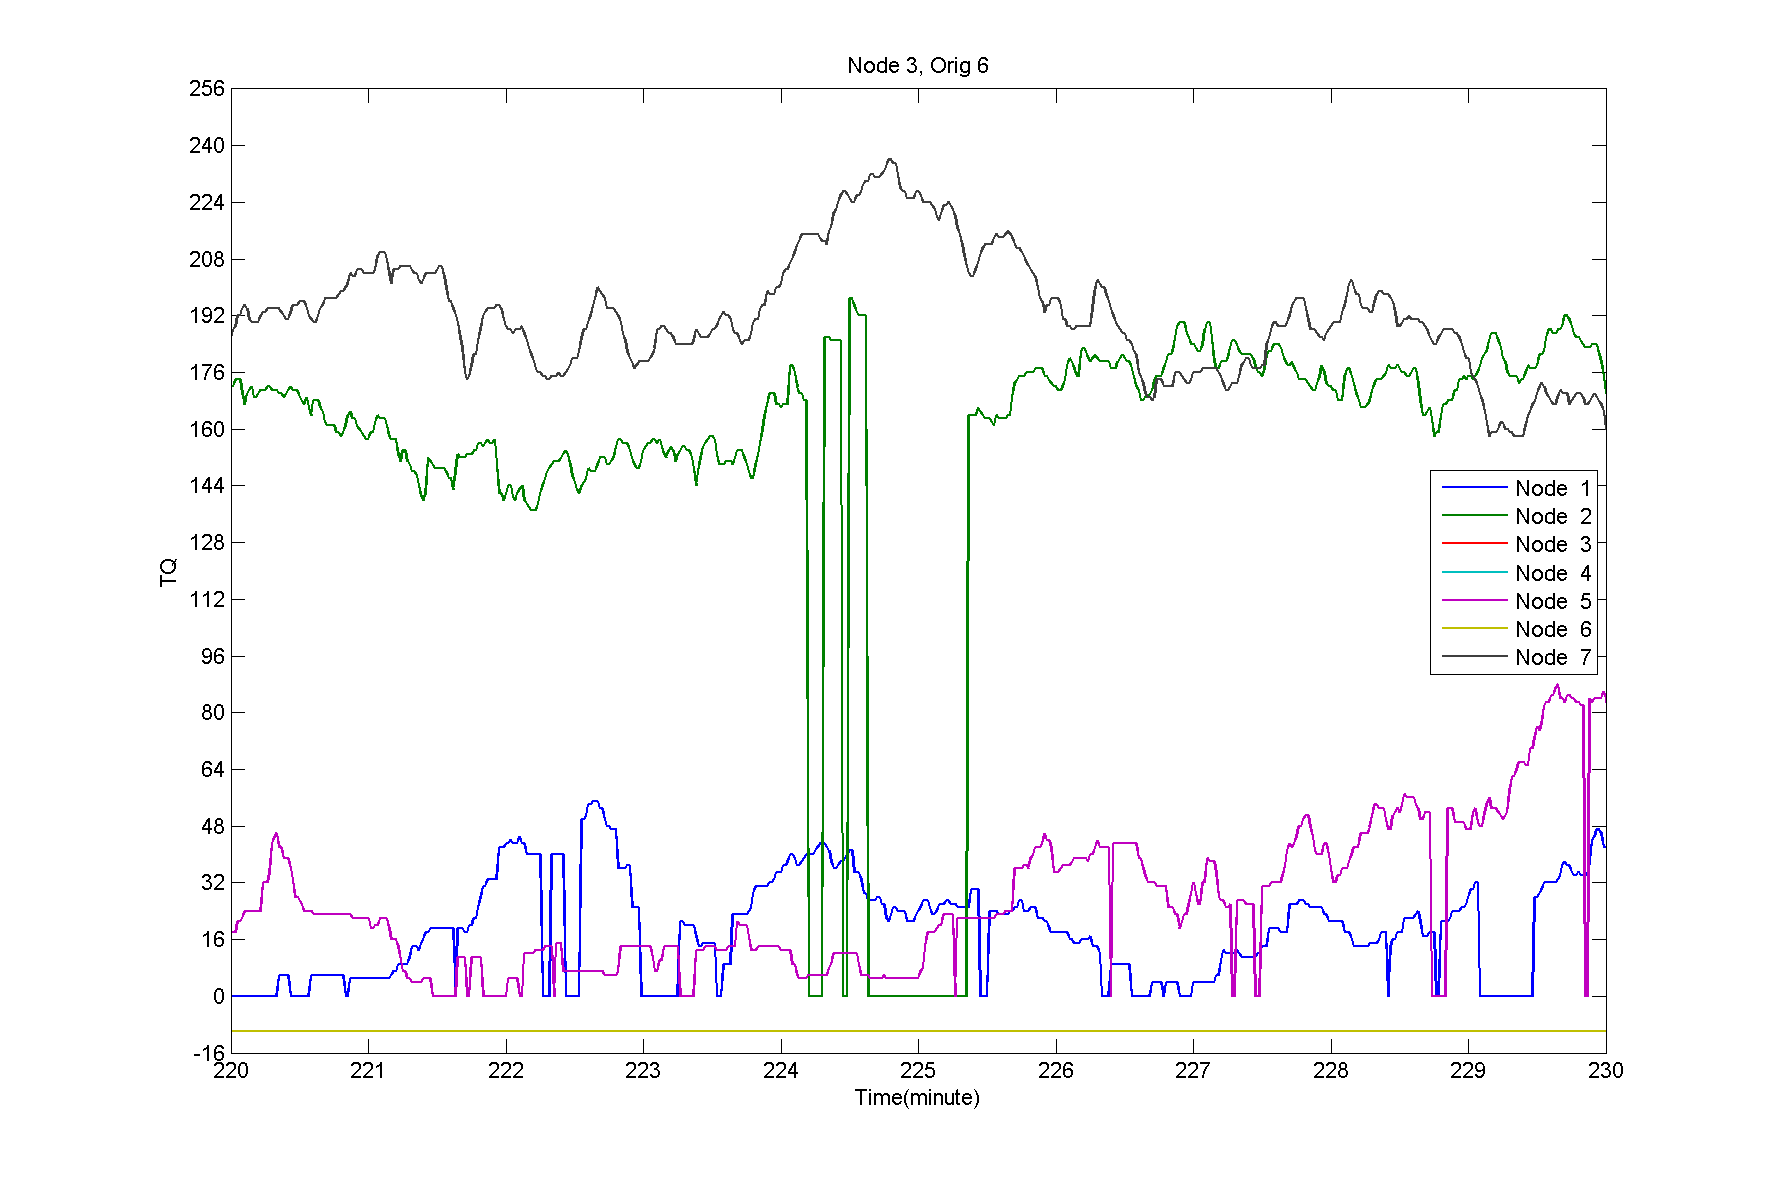 Node 3, Orig 6
256
240
224
208
192
176
160
144
128
112
96
80
64
48
32
16
0
-16
TQ
220 221 222 223 224 225 226 227 228 229 230
Time(minute)
Node 1
Node 2
Node 3
Node 4
Node 5
Node 6
Node 7